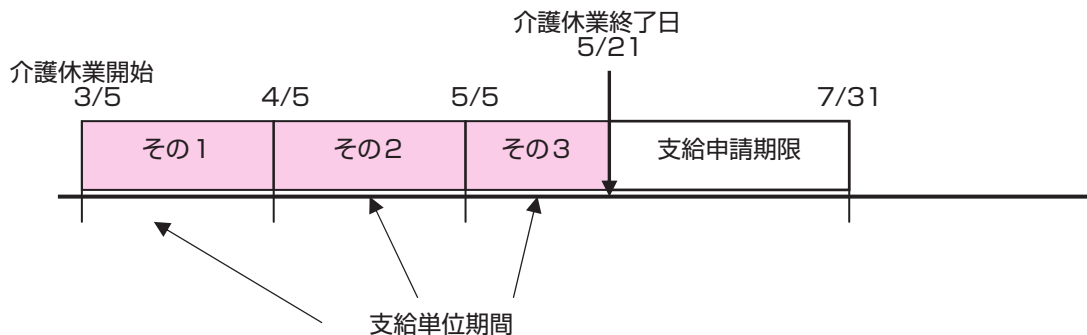 介護休業終了日
5/21
介護休業開始
3/5
4/5
5/5
7/31
その1
その2
その3
支給申請期限
支給単位期間